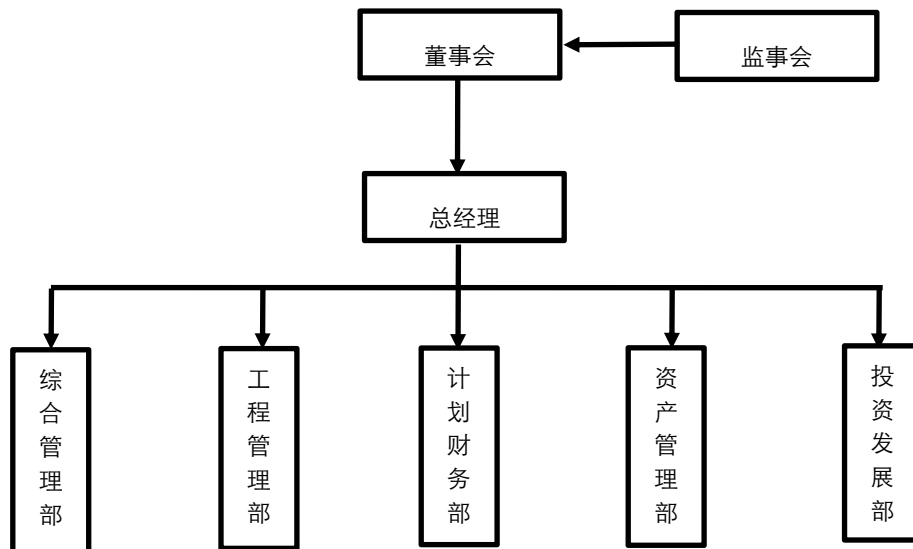 董事会
监事会
总经理
综合管理部
工程管理部
计划财务部
资产管理部
投资发展部